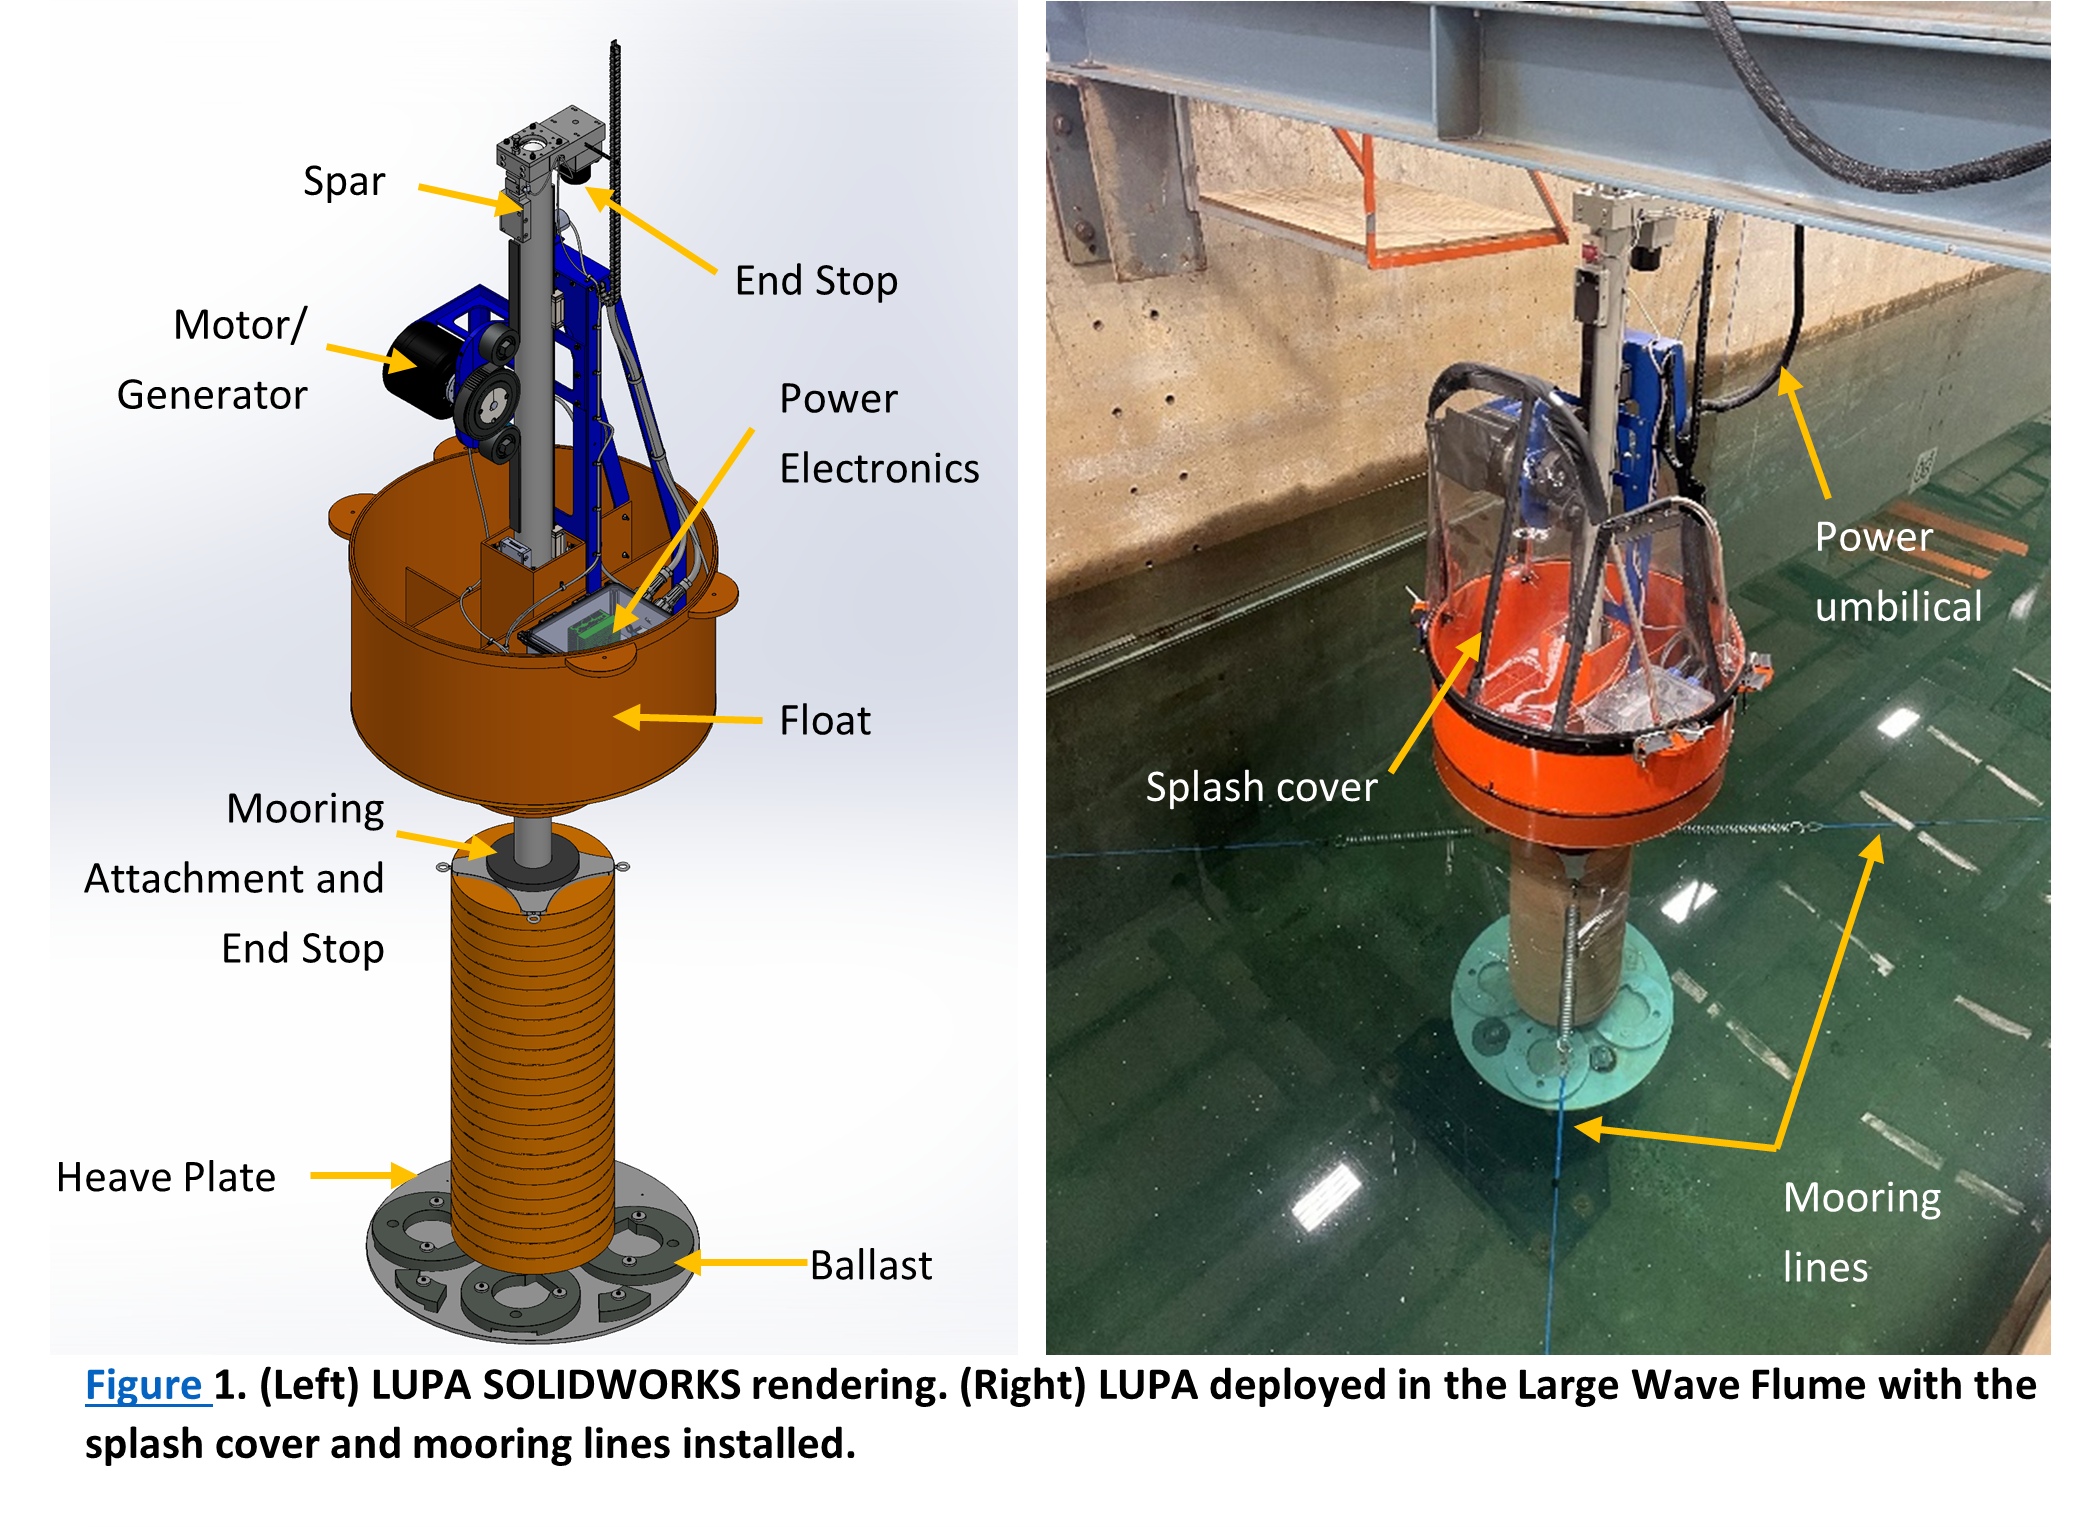 Spar
End Stop
Motor/
Generator
Power
Electronics
Float
Mooring
Attachment and
End Stop
Heave Plate
Ballast
Power
umbilical
Splash cover
Mooring
lines
Figure 1. (Left) LUPA SOLIDWORKS rendering. (Right) LUPA deployed in the Large Wave Flume with the
splash cover and mooring lines installed.